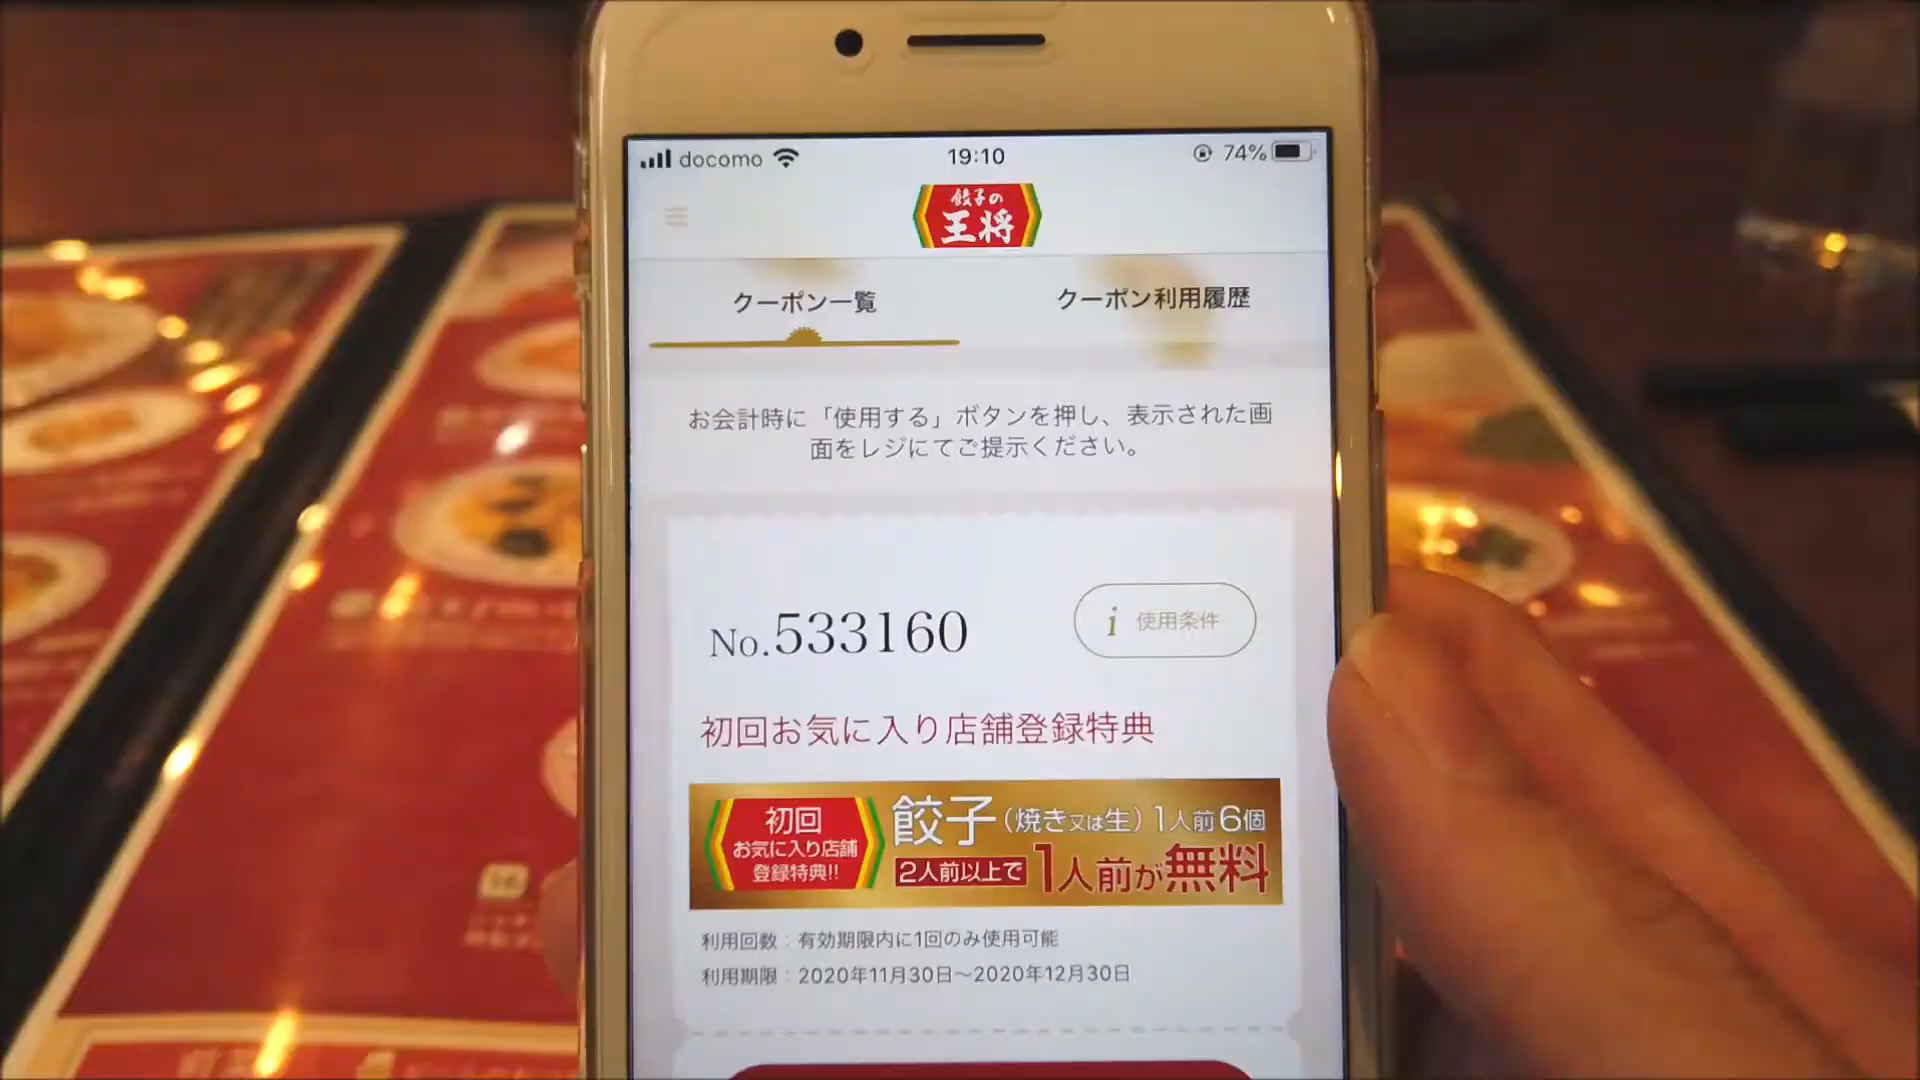 docomo
19:10
74%
餃子の
王将
クーポン一覧
クーポン利用履歴
お会計時に「使用する」ボタンを押し、表示された画
面をレジにてご提示ください。
No.533160
i 使用条件
初回お気に入り店舗登録特典
初回
お気に入り店舗
登録特典!!
餃子(焼き又は生)1人前6個
2人前以上で1人前が無料
利用回数:有効期限内に1回のみ使用可能
利用期限:2020年11月30日～2020年12月30日